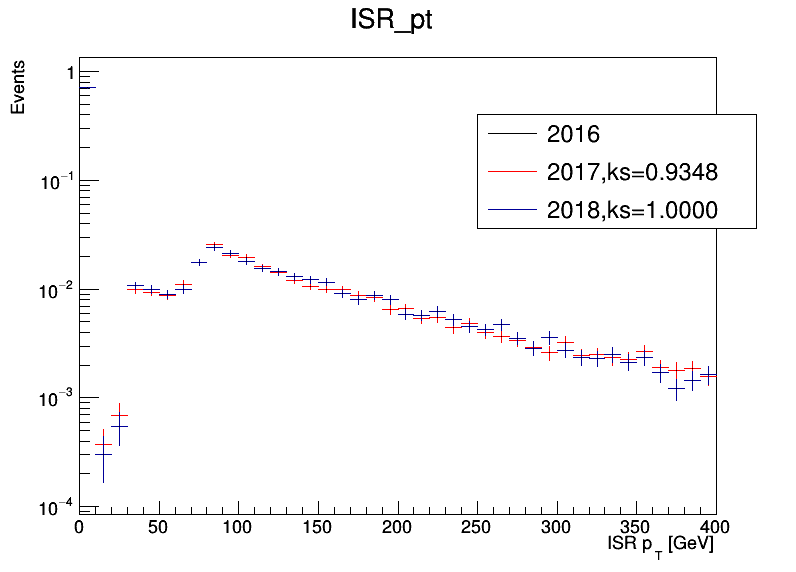 ISR_pt
Events
1
10⁻¹
10⁻²
10⁻³
10⁻⁴
2016
2017,ks=0.9348
2018,ks=1.0000
0 50 100 150 200 250 300 350 400
ISR p_T [GeV]